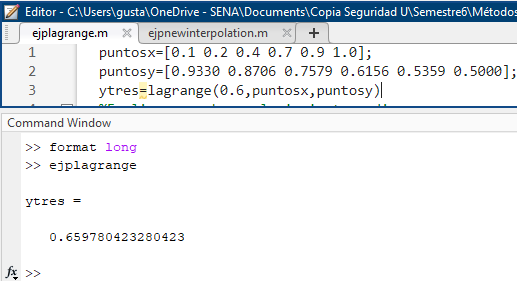 Editor - C:\Users\gusta\OneDrive - SENA\Documents\Copia Seguridad U\Semestre6\Métodos
ejplagrange.m × ejpnewinterpolation.m × +
1 puntosx=[0.1 0.2 0.4 0.7 0.9 1.0];
2 puntosy=[0.9330 0.8706 0.7579 0.6156 0.5359 0.5000];
3 ytres=lagrange(0.6,puntosx,puntosy)
Command Window
>> format long
>> ejplagrange
ytres =
0.659780423280423
fx >>